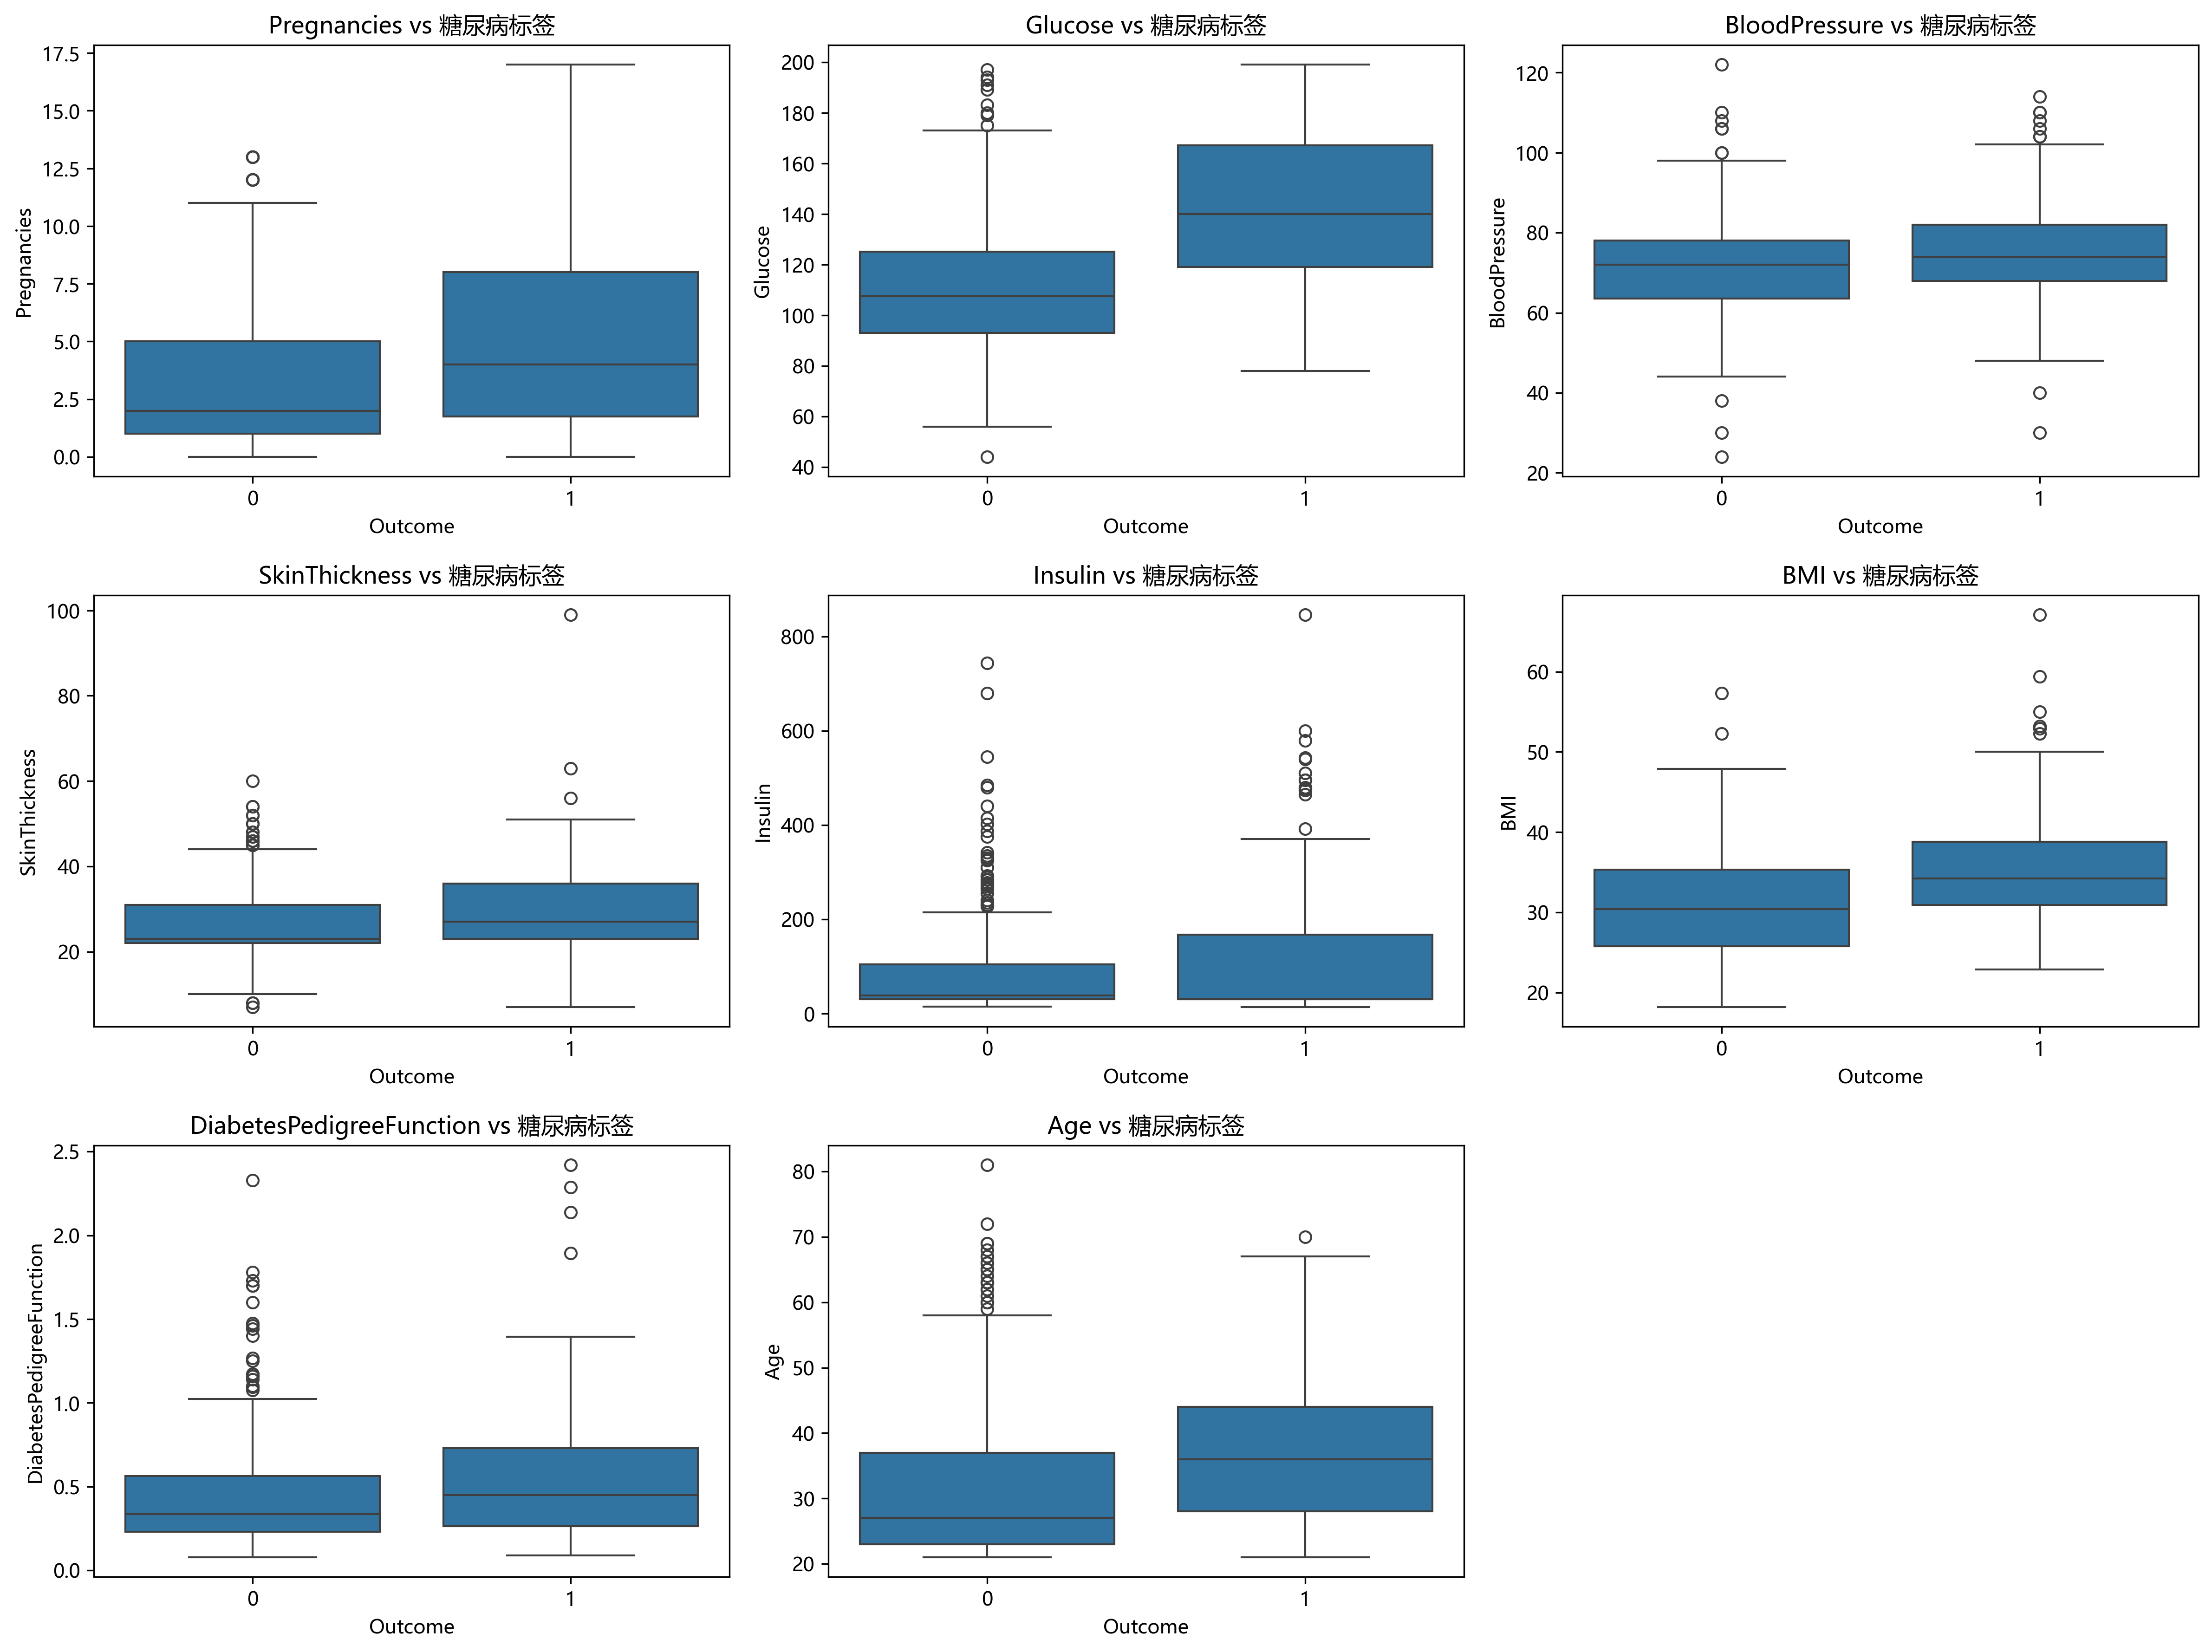 Pregnancies vs 糖尿病标签
17.5
15.0
12.5
10.0
7.5
5.0
2.5
0.0
Pregnancies
0 1
Outcome
Glucose vs 糖尿病标签
200
180
160
140
120
100
80
60
40
Glucose
0 1
Outcome
BloodPressure vs 糖尿病标签
120
100
80
60
40
20
BloodPressure
0 1
Outcome
SkinThickness vs 糖尿病标签
100
80
60
40
20
SkinThickness
0 1
Outcome
Insulin vs 糖尿病标签
800
600
400
200
0
Insulin
0 1
Outcome
BMI vs 糖尿病标签
60
50
40
30
20
BMI
0 1
Outcome
DiabetesPedigreeFunction vs 糖尿病标签
2.5
2.0
1.5
1.0
0.5
0.0
DiabetesPedigreeFunction
0 1
Outcome
Age vs 糖尿病标签
80
70
60
50
40
30
20
Age
0 1
Outcome